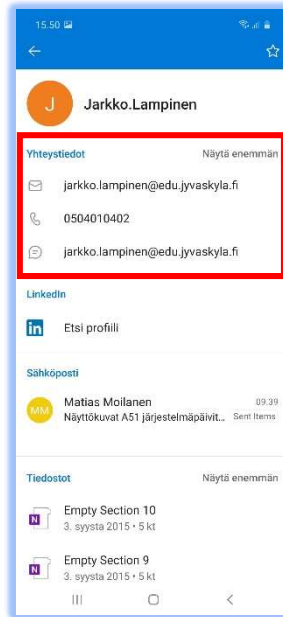 15.50
J
Jarkko.Lampinen
Yhteystiedot Näytä enemmän
jarkko.lampinen@edu.jyvaskyla.fi
0504010402
jarkko.lampinen@edu.jyvaskyla.fi
LinkedIn
in Etsi profiili
Sähköposti
MM Matias Moilanen 09.39
Näyttökuvat A51 järjestelmäpäivit... Sent Items
Tiedostot Näytä enemmän
N Empty Section 10
3. syysta 2015 • 5 kt
N Empty Section 9
3. syysta 2015 • 5 kt